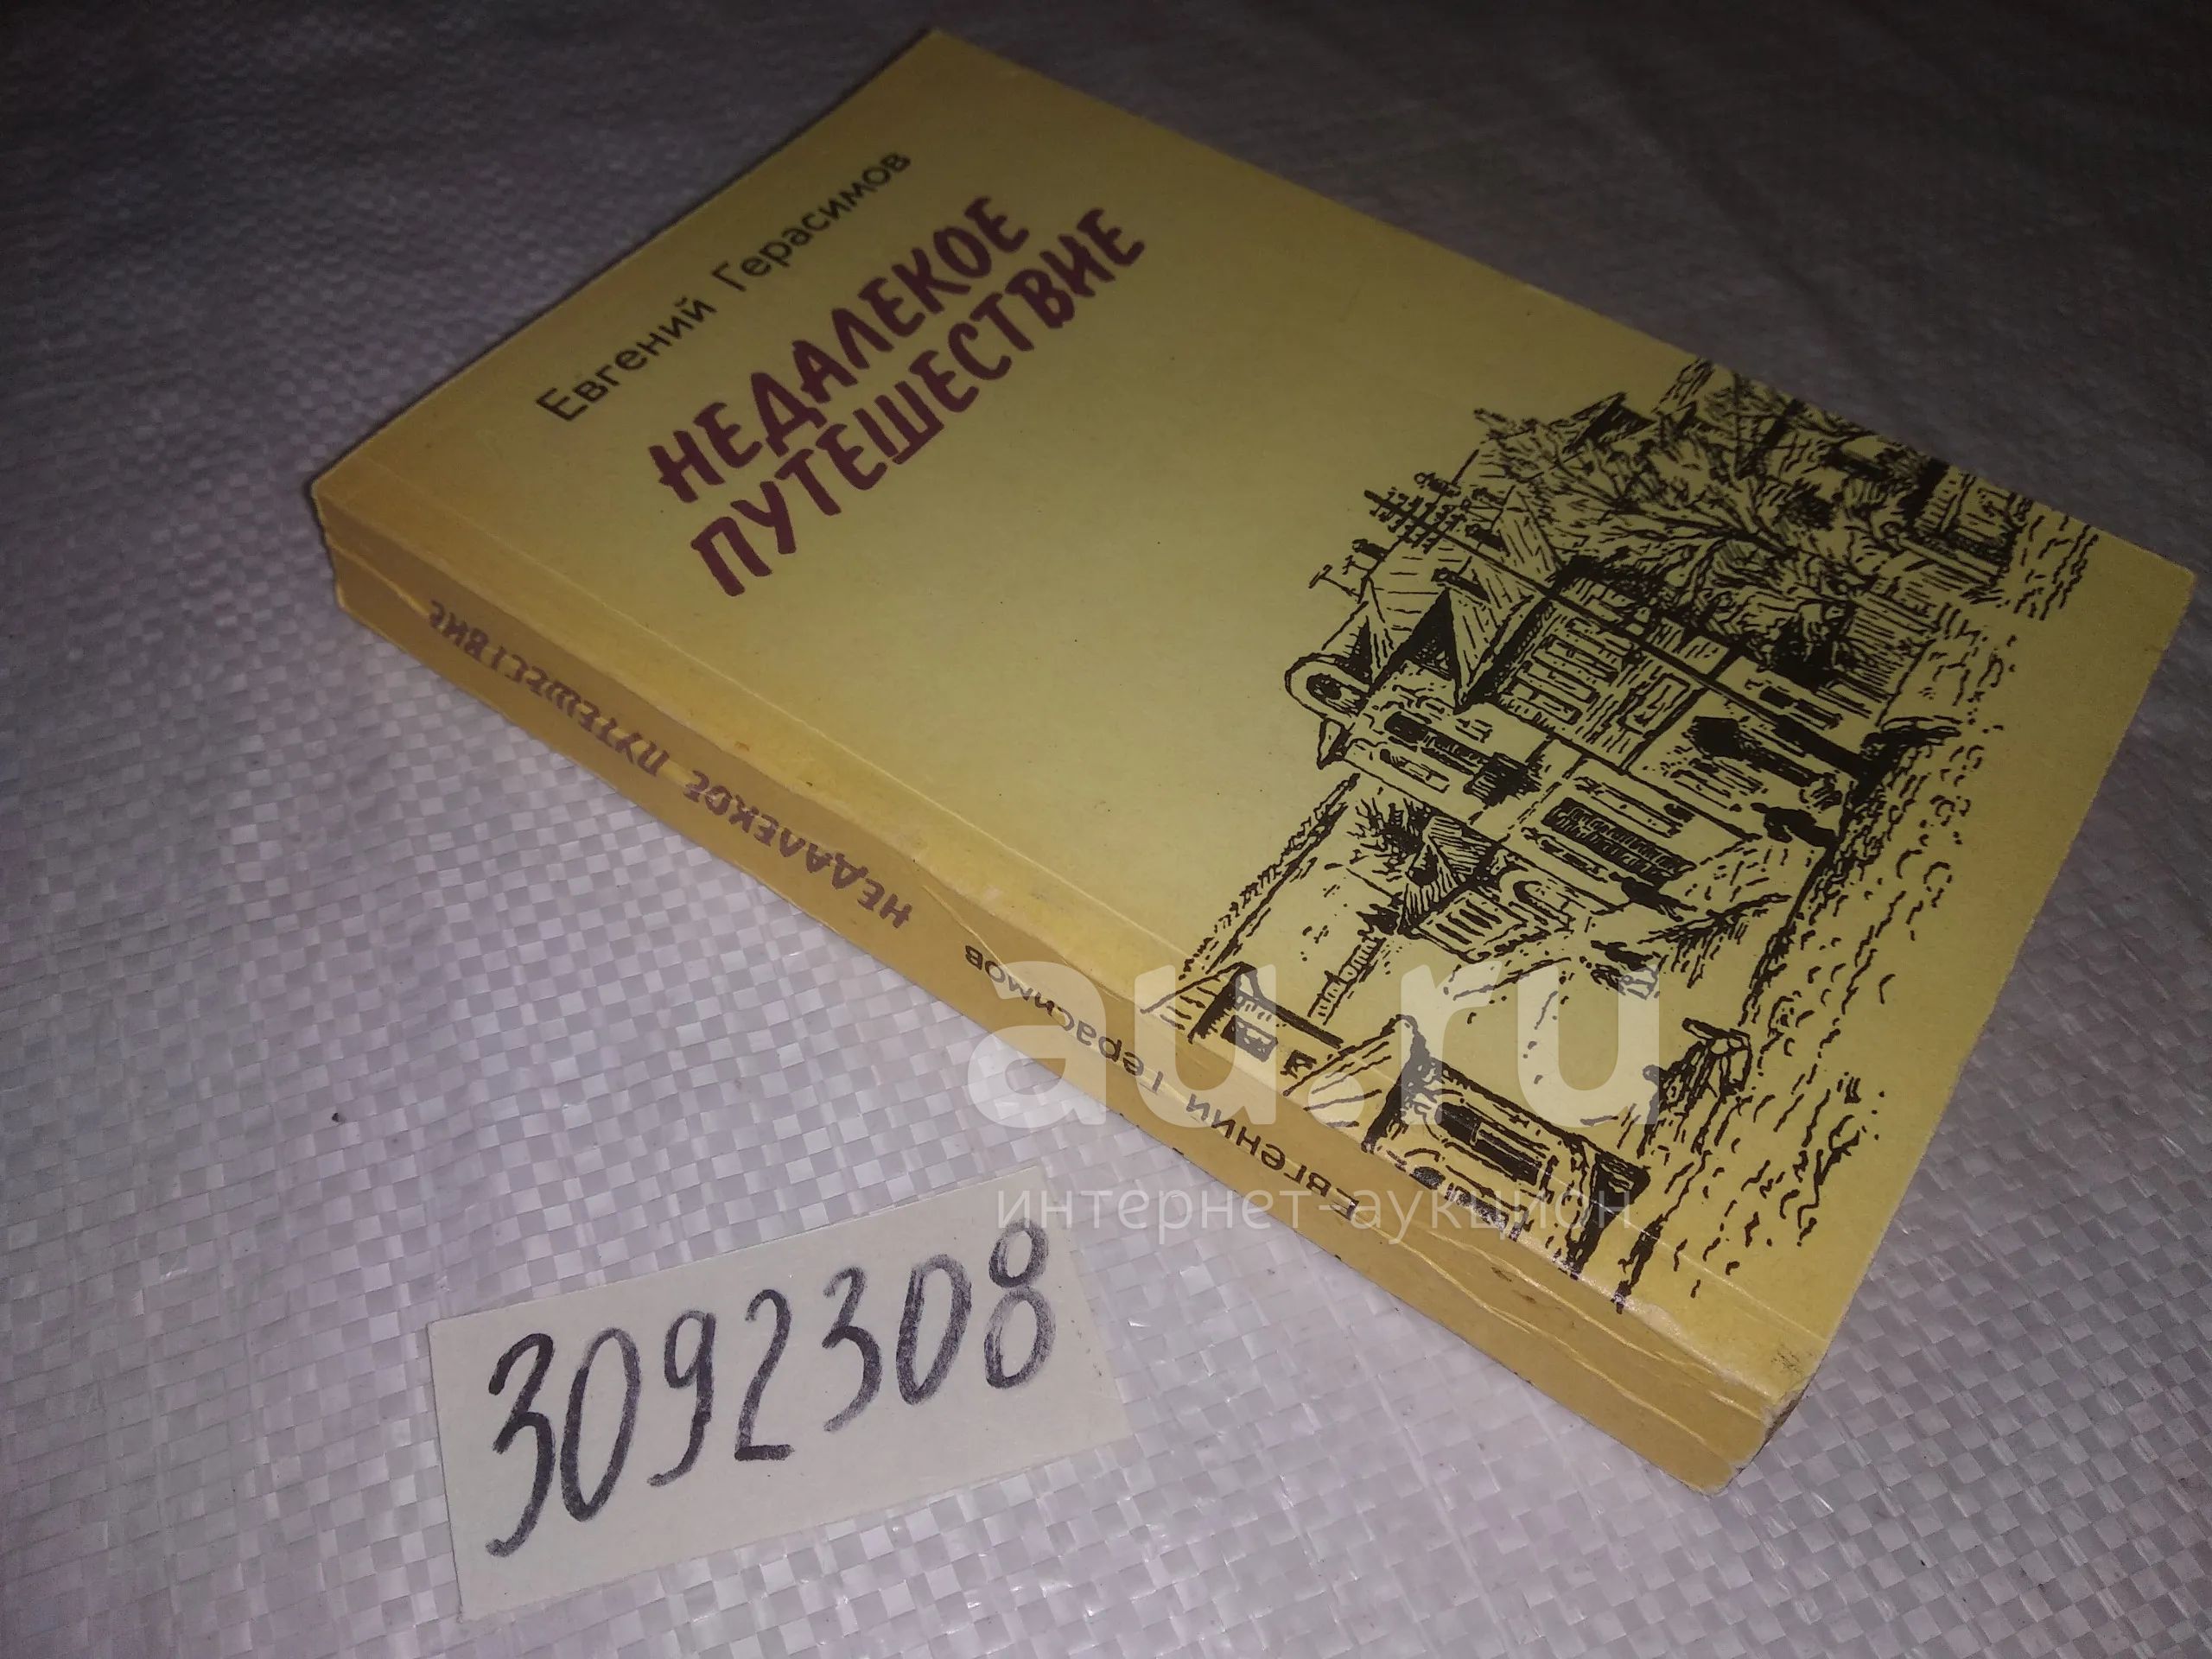 Евгений Герасимов
НЕДАЛЕКОЕ
ПУТЕШЕСТВИЕ
Евгений Герасимов НЕДАЛЕКОЕ ПУТЕШЕСТВИЕ
au.ru
интернет-аукцион
3092308